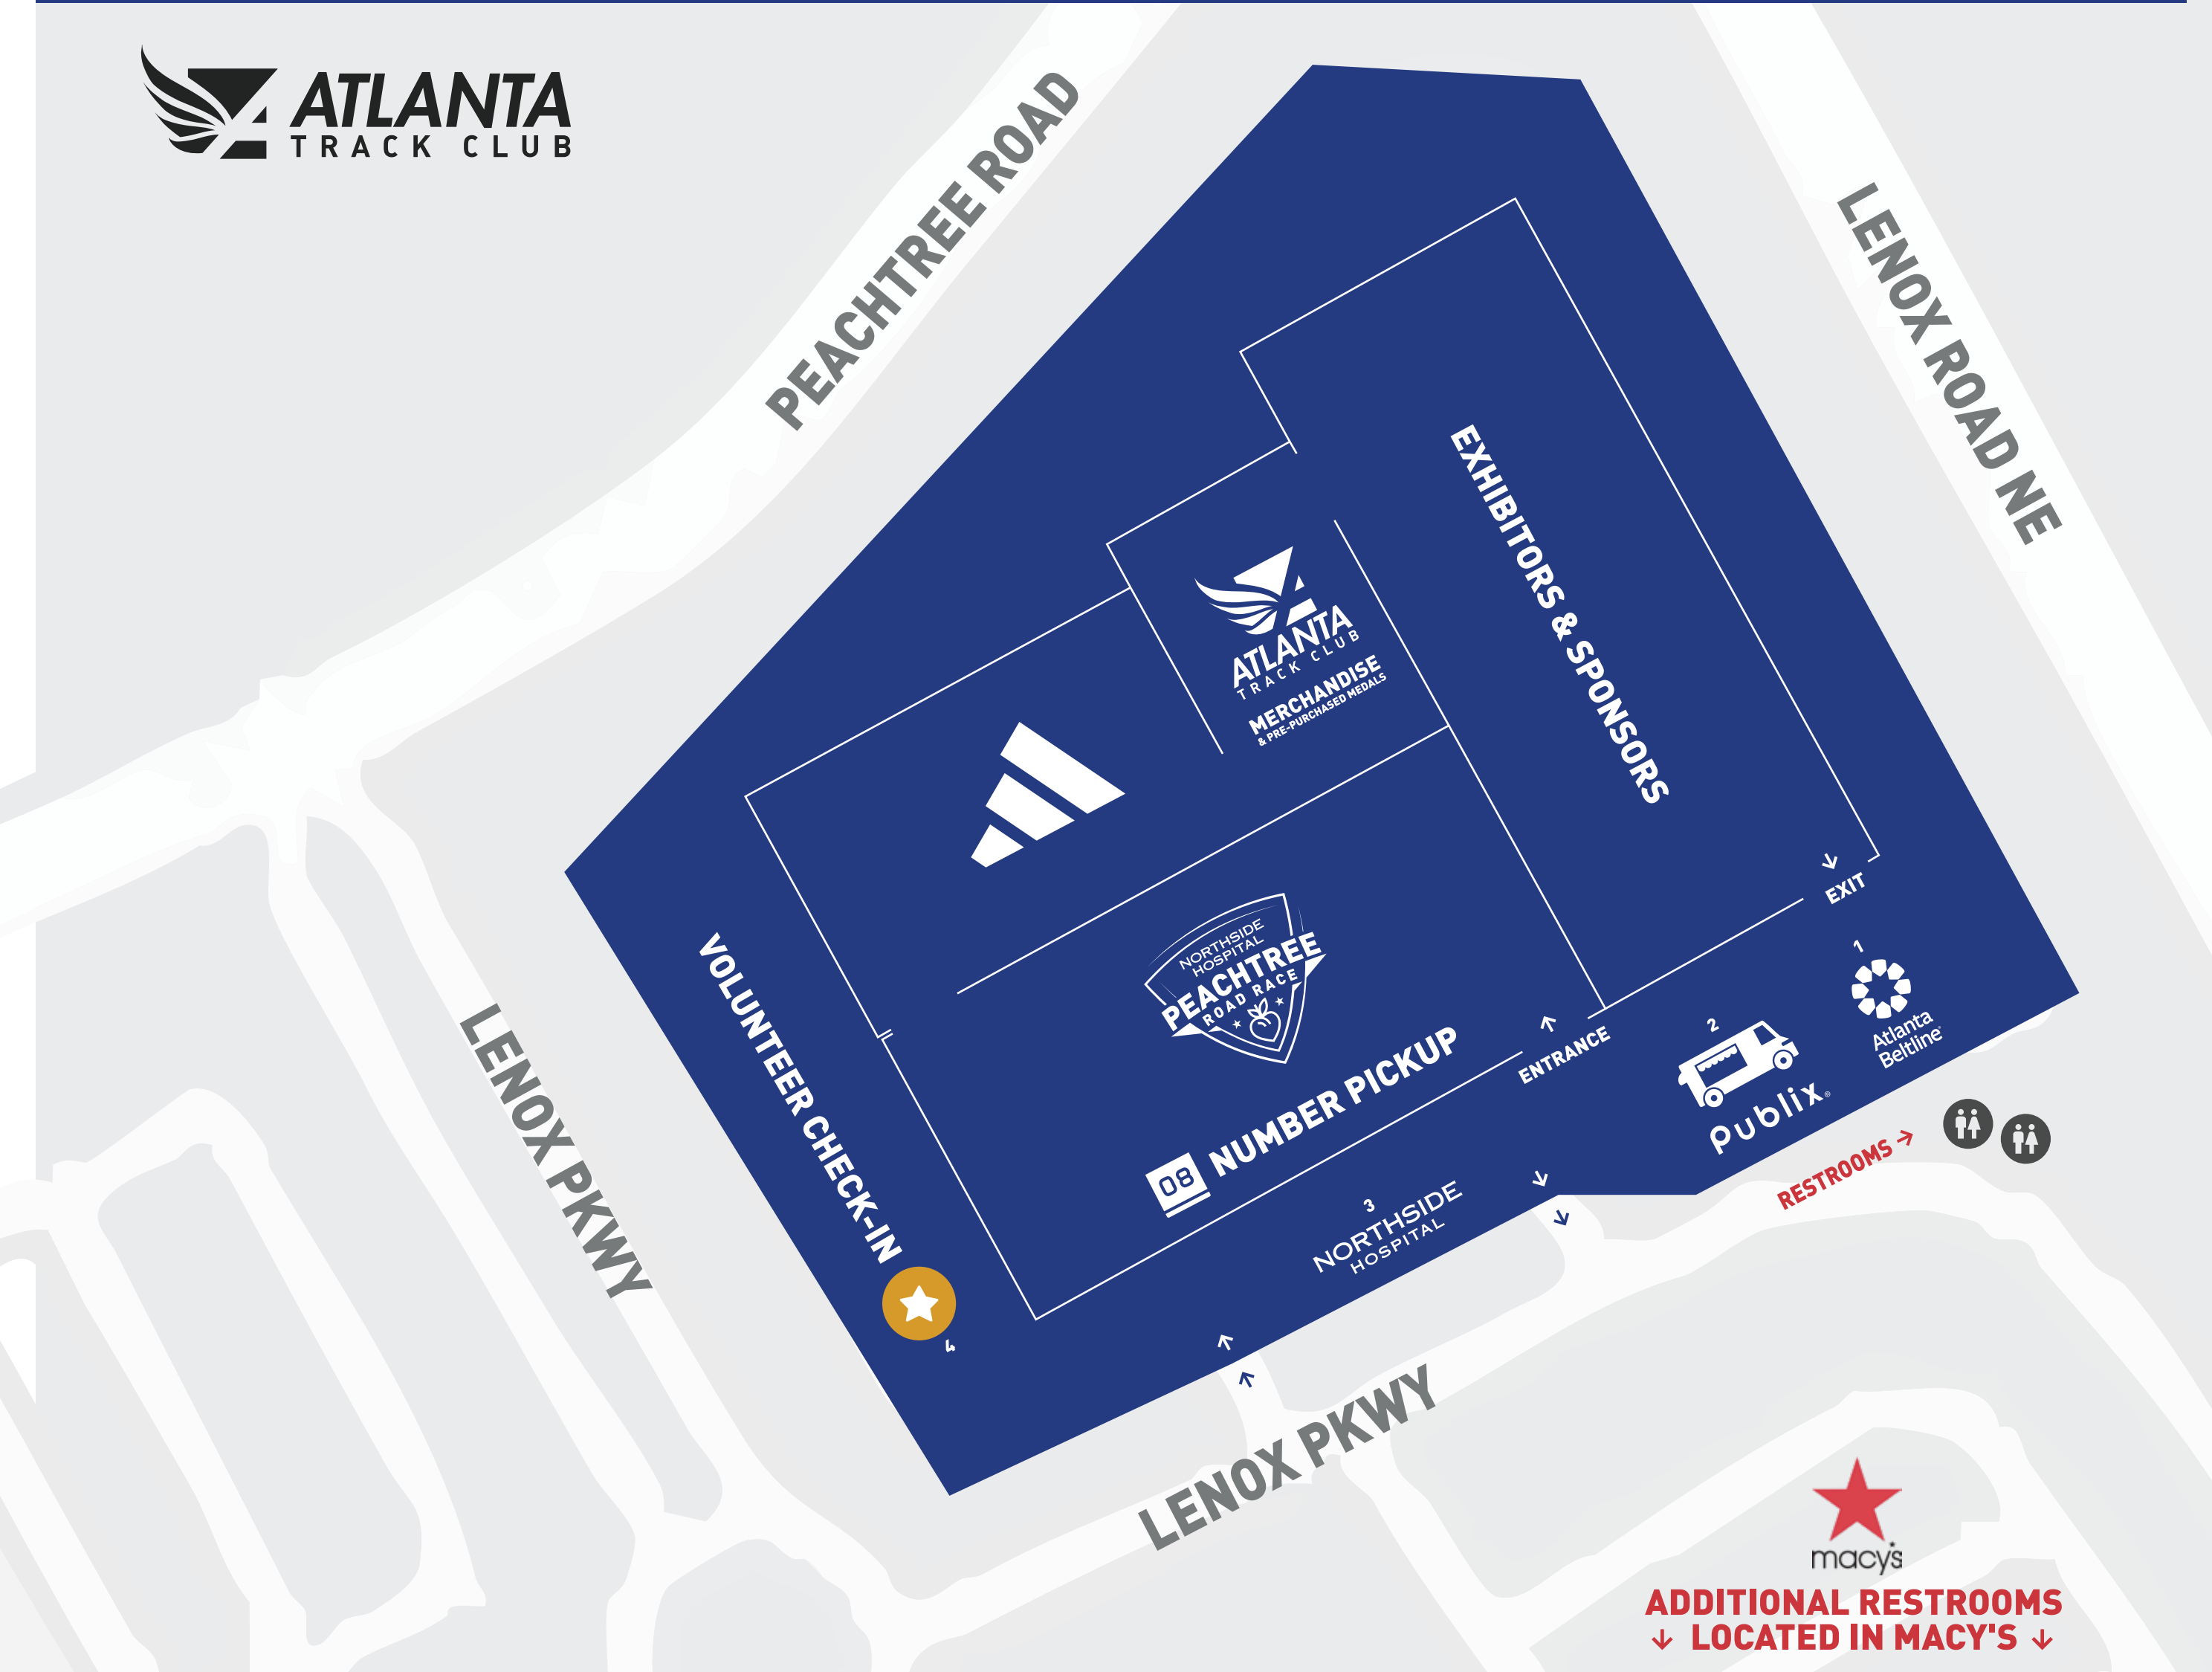 ATLANTA
TRACK CLUB
PEACHTREE ROAD
LENOX ROAD NE
EXHIBITORS & SPONSORS
ATLANTA
TRACK CLUB
MERCHANDISE
& PRE-PURCHASED MEDALS
EXIT
1
Atlanta
Beltline
VOLUNTEER CHECK-IN
4
NORTHSIDE
HOSPITAL
PEACHTREE
ROAD RACE
08 NUMBER PICKUP
ENTRANCE
2
Publix®
3
NORTHSIDE
HOSPITAL
RESTROOMS →
LENOX PKWY
LENOX PKWY
macy's
ADDITIONAL RESTROOMS
↓ LOCATED IN MACY'S ↓